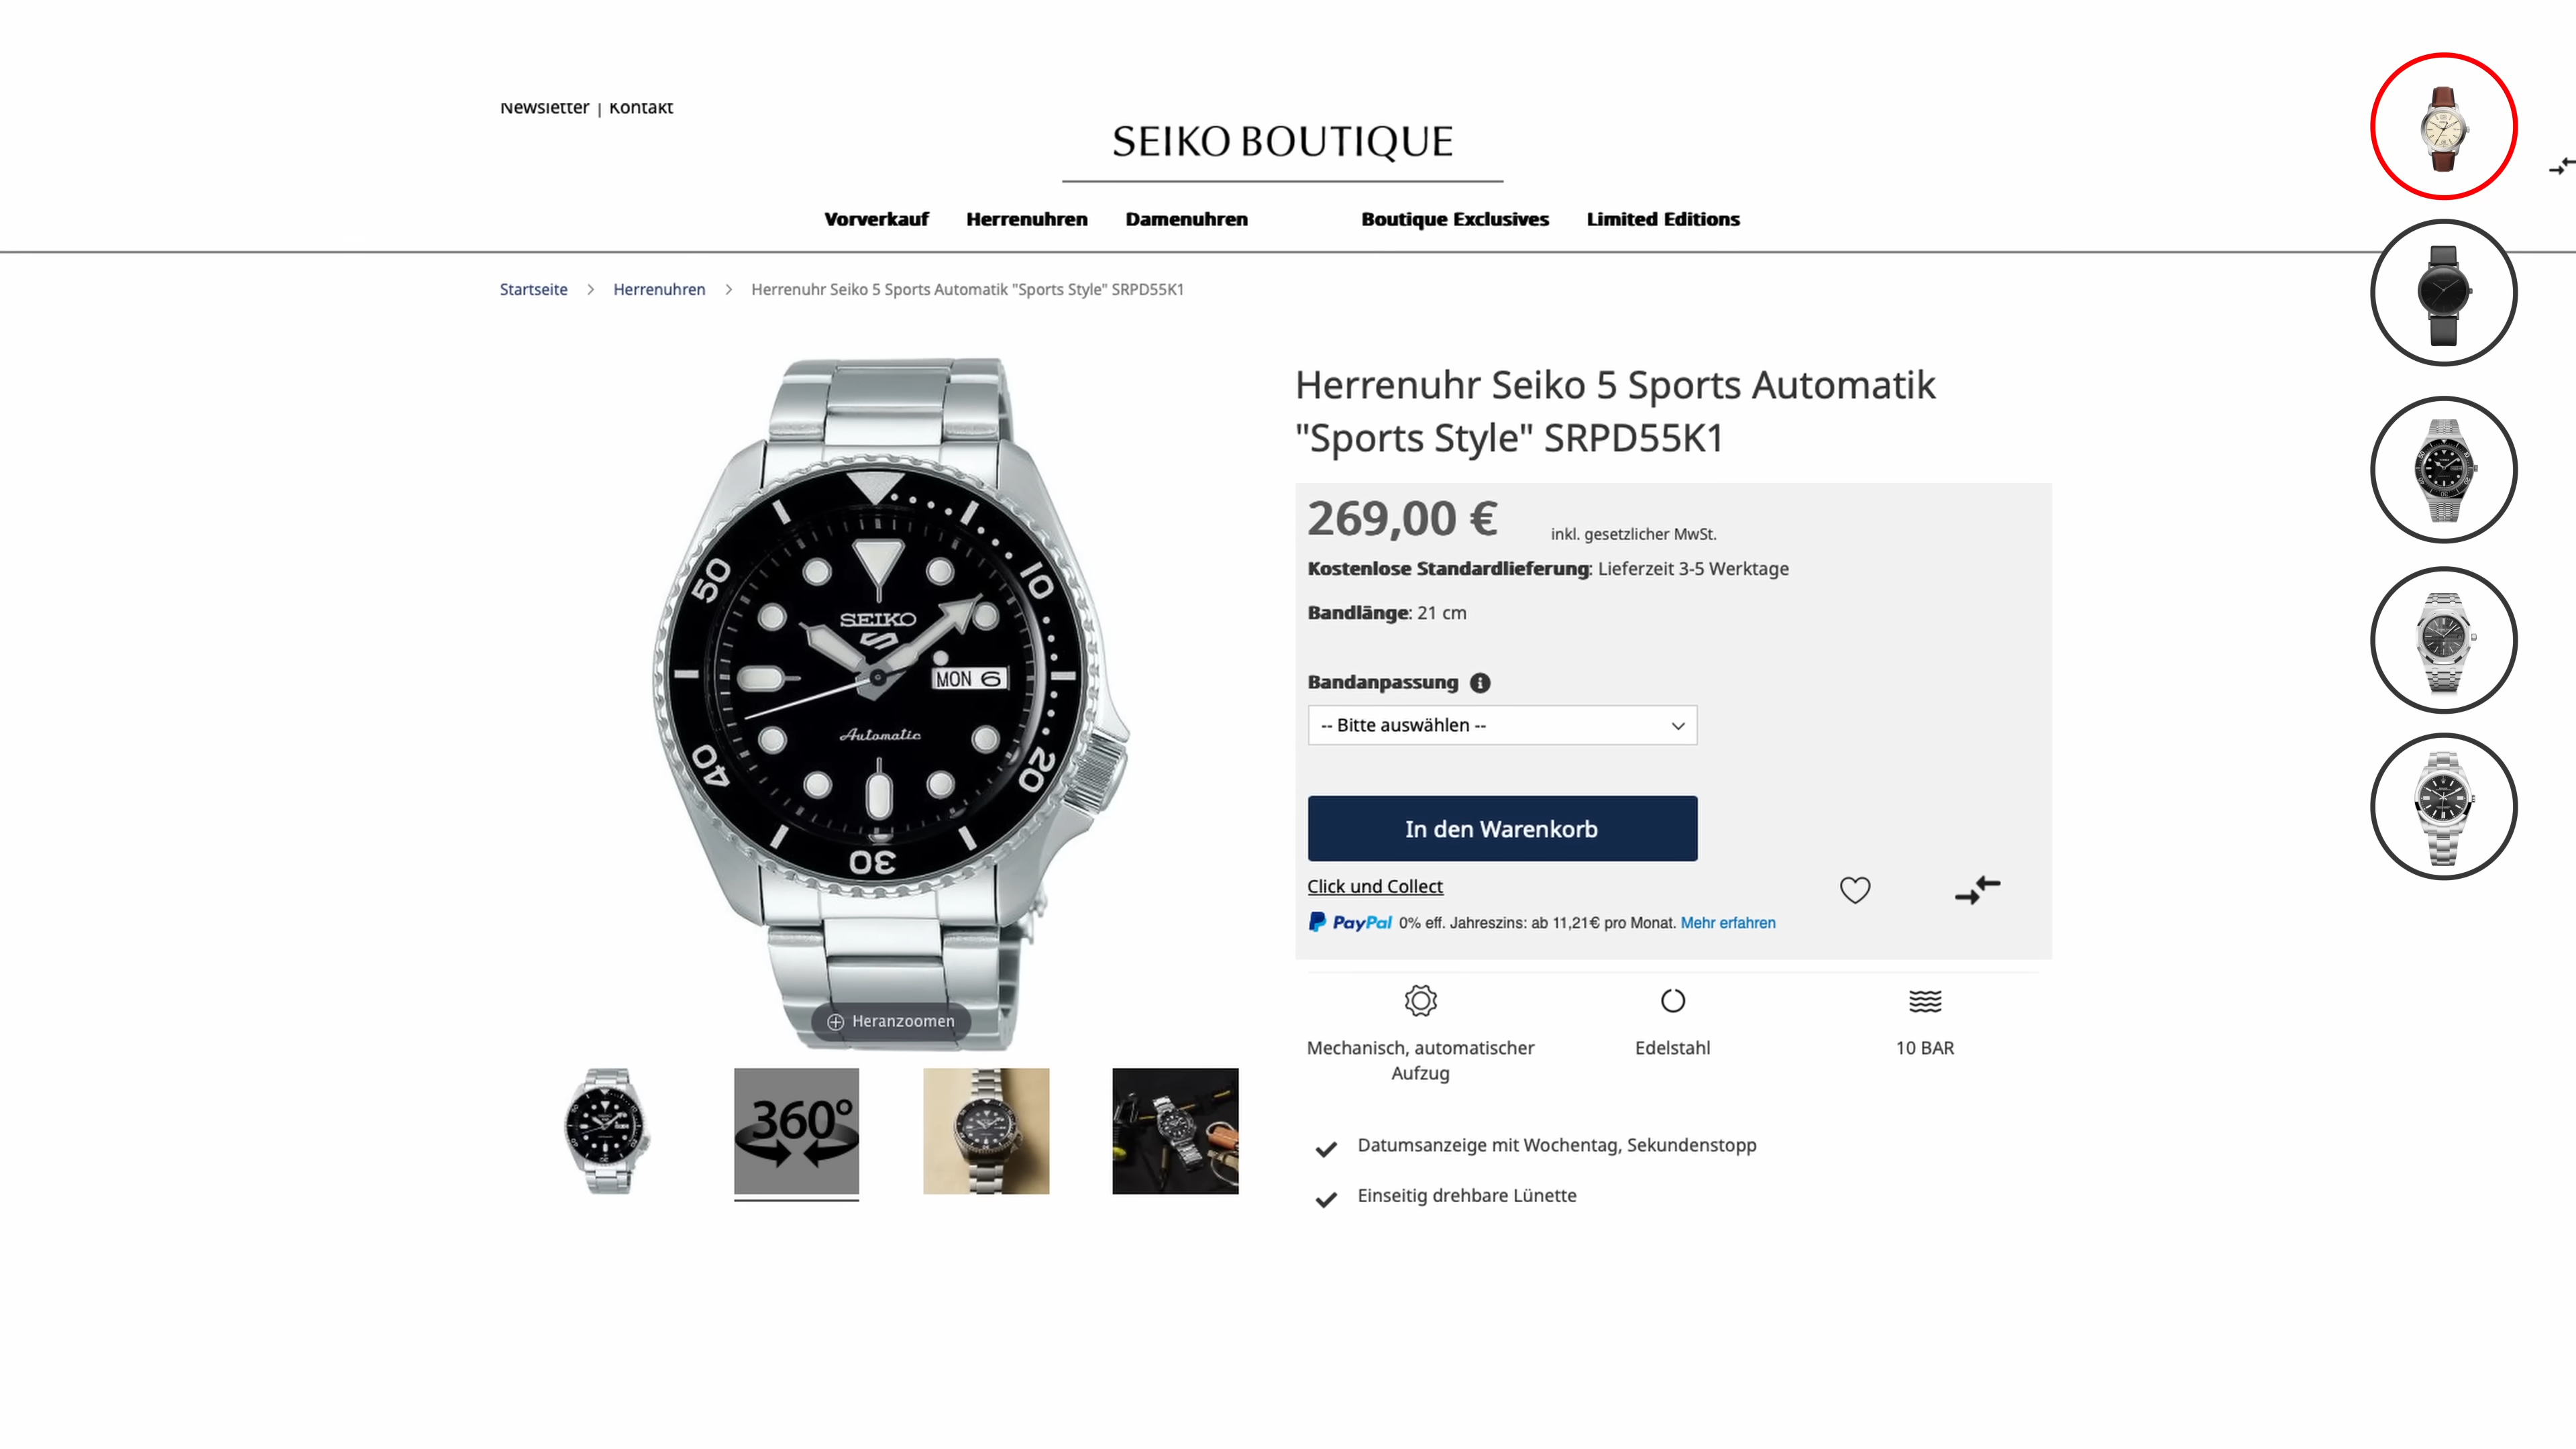 Newsletter | Kontakt
SEIKO BOUTIQUE
Vorverkauf Herrenuhren Damenuhren Boutique Exclusives Limited Editions
Startseite > Herrenuhren > Herrenuhr Seiko 5 Sports Automatik "Sports Style" SRPD55K1
Herrenuhr Seiko 5 Sports Automatik
"Sports Style" SRPD55K1
269,00 € inkl. gesetzlicher MwSt.
Kostenlose Standardlieferung: Lieferzeit 3-5 Werktage
Bandlänge: 21 cm
Bandanpassung
-- Bitte auswählen --
In den Warenkorb
Click und Collect
PayPal 0% eff. Jahreszins: ab 11,21€ pro Monat. Mehr erfahren
Mechanisch, automatischer
Aufzug
Edelstahl
10 BAR
Datumsanzeige mit Wochentag, Sekundenstopp
Einseitig drehbare Lünette
10
20
30
40
50
SEIKO
5
MON 6
Automatic
Heranzoomen
360°